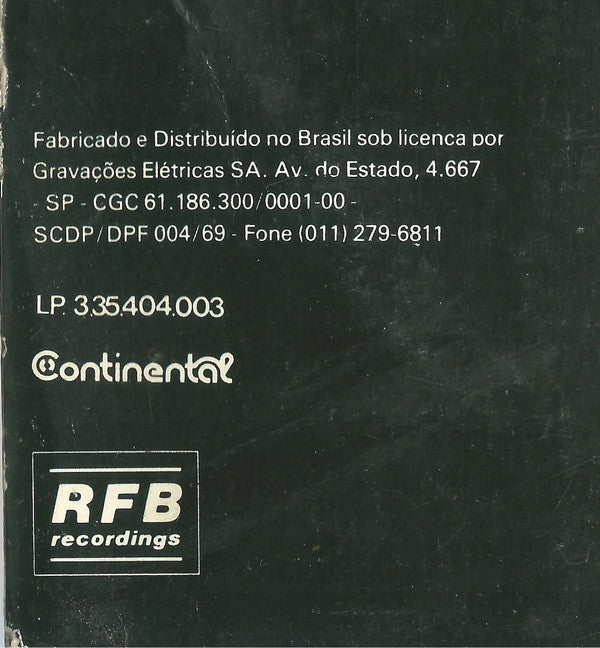 Fabricado e Distribuído no Brasil sob licenca por
Gravações Elétricas SA. Av. do Estado, 4.667
- SP - CGC 61.186.300/0001-00 -
SCDP/DPF 004/69 - Fone (011) 279-6811
LP. 3.35.404.003
Continental
RFB
recordings